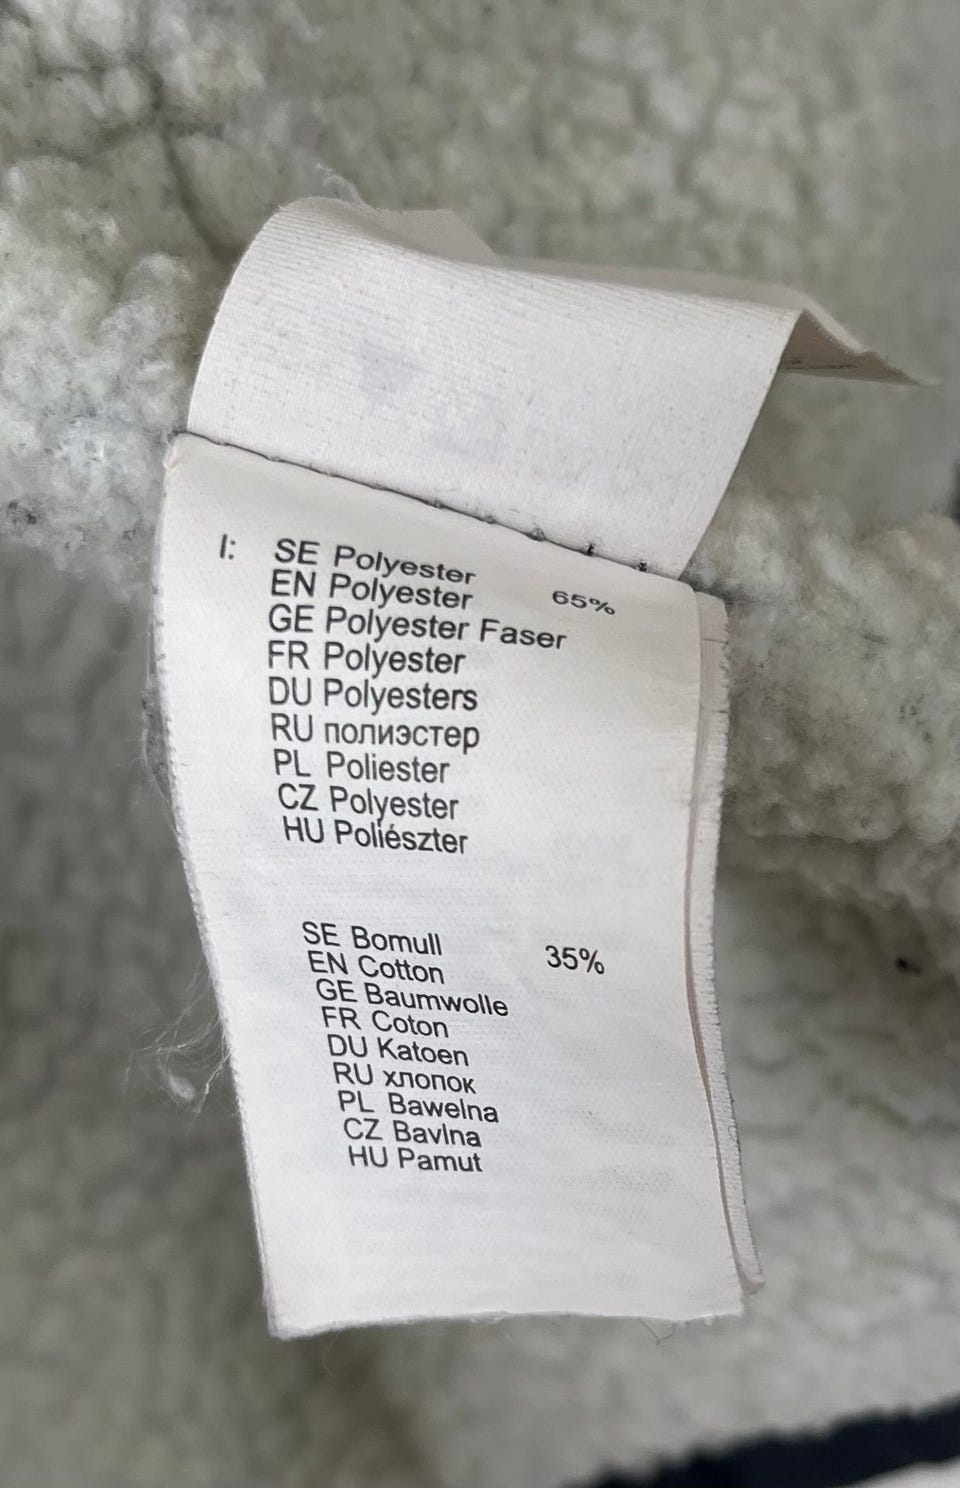 I: SE Polyester 65%
EN Polyester
GE Polyester Faser
FR Polyester
DU Polyesters
RU полиэстер
PL Poliester
CZ Polyester
HU Poliészter
SE Bomull 35%
EN Cotton
GE Baumwolle
FR Coton
DU Katoen
RU хлопок
PL Bawelna
CZ Bavlna
HU Pamut